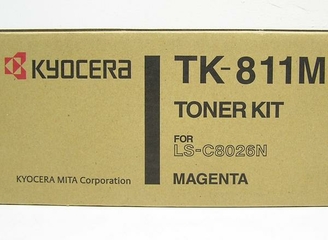 KYOCERA
TK-811M
TONER KIT
FOR
LS-C8026N
KYOCERA MITA Corporation
MAGENTA